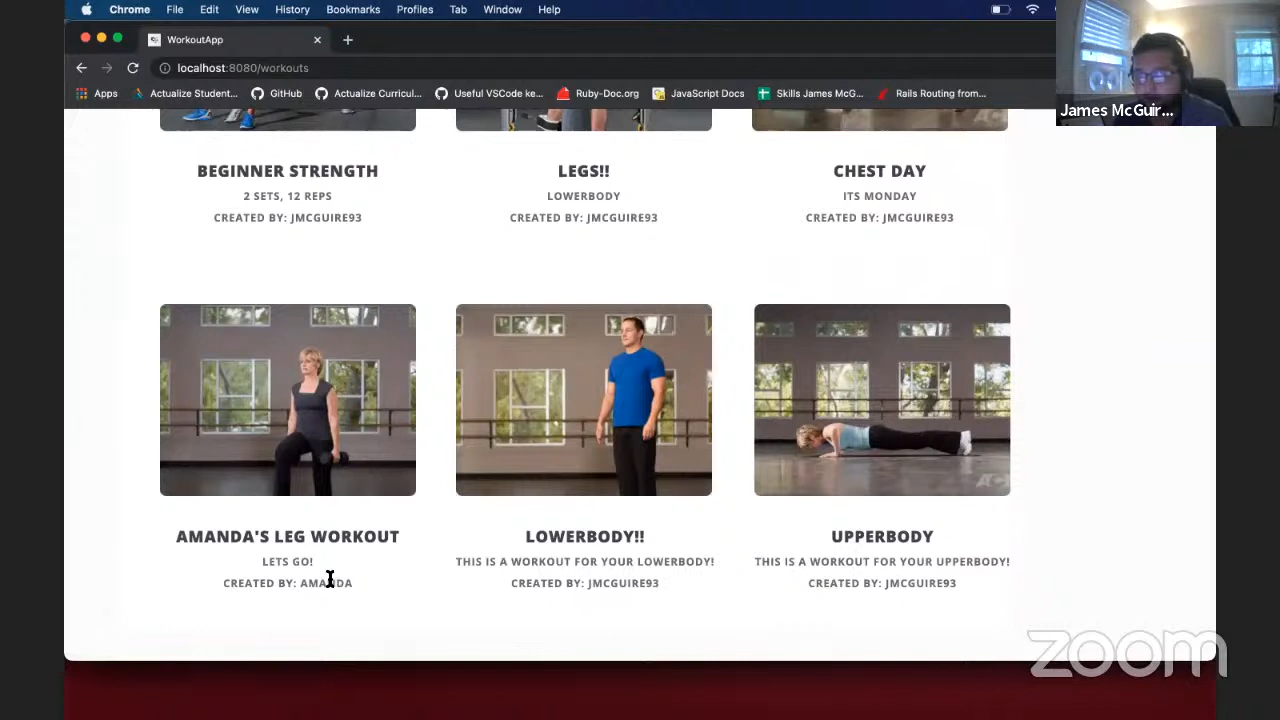 Chrome File Edit View History Bookmarks Profiles Tab Window Help
WorkoutApp
localhost:8080/workouts
Apps Actualize Student... GitHub Actualize Curricul... Useful VSCode ke... Ruby-Doc.org JavaScript Docs Skills James McG... Rails Routing from...
James McGuir...
BEGINNER STRENGTH
2 SETS, 12 REPS
CREATED BY: JMCGUIRE93
LEGS!!
LOWERBODY
CREATED BY: JMCGUIRE93
CHEST DAY
ITS MONDAY
CREATED BY: JMCGUIRE93
AMANDA'S LEG WORKOUT
LETS GO!
CREATED BY: AMANDA
LOWERBODY!!
THIS IS A WORKOUT FOR YOUR LOWERBODY!
CREATED BY: JMCGUIRE93
UPPERBODY
THIS IS A WORKOUT FOR YOUR UPPERBODY!
CREATED BY: JMCGUIRE93
zoom